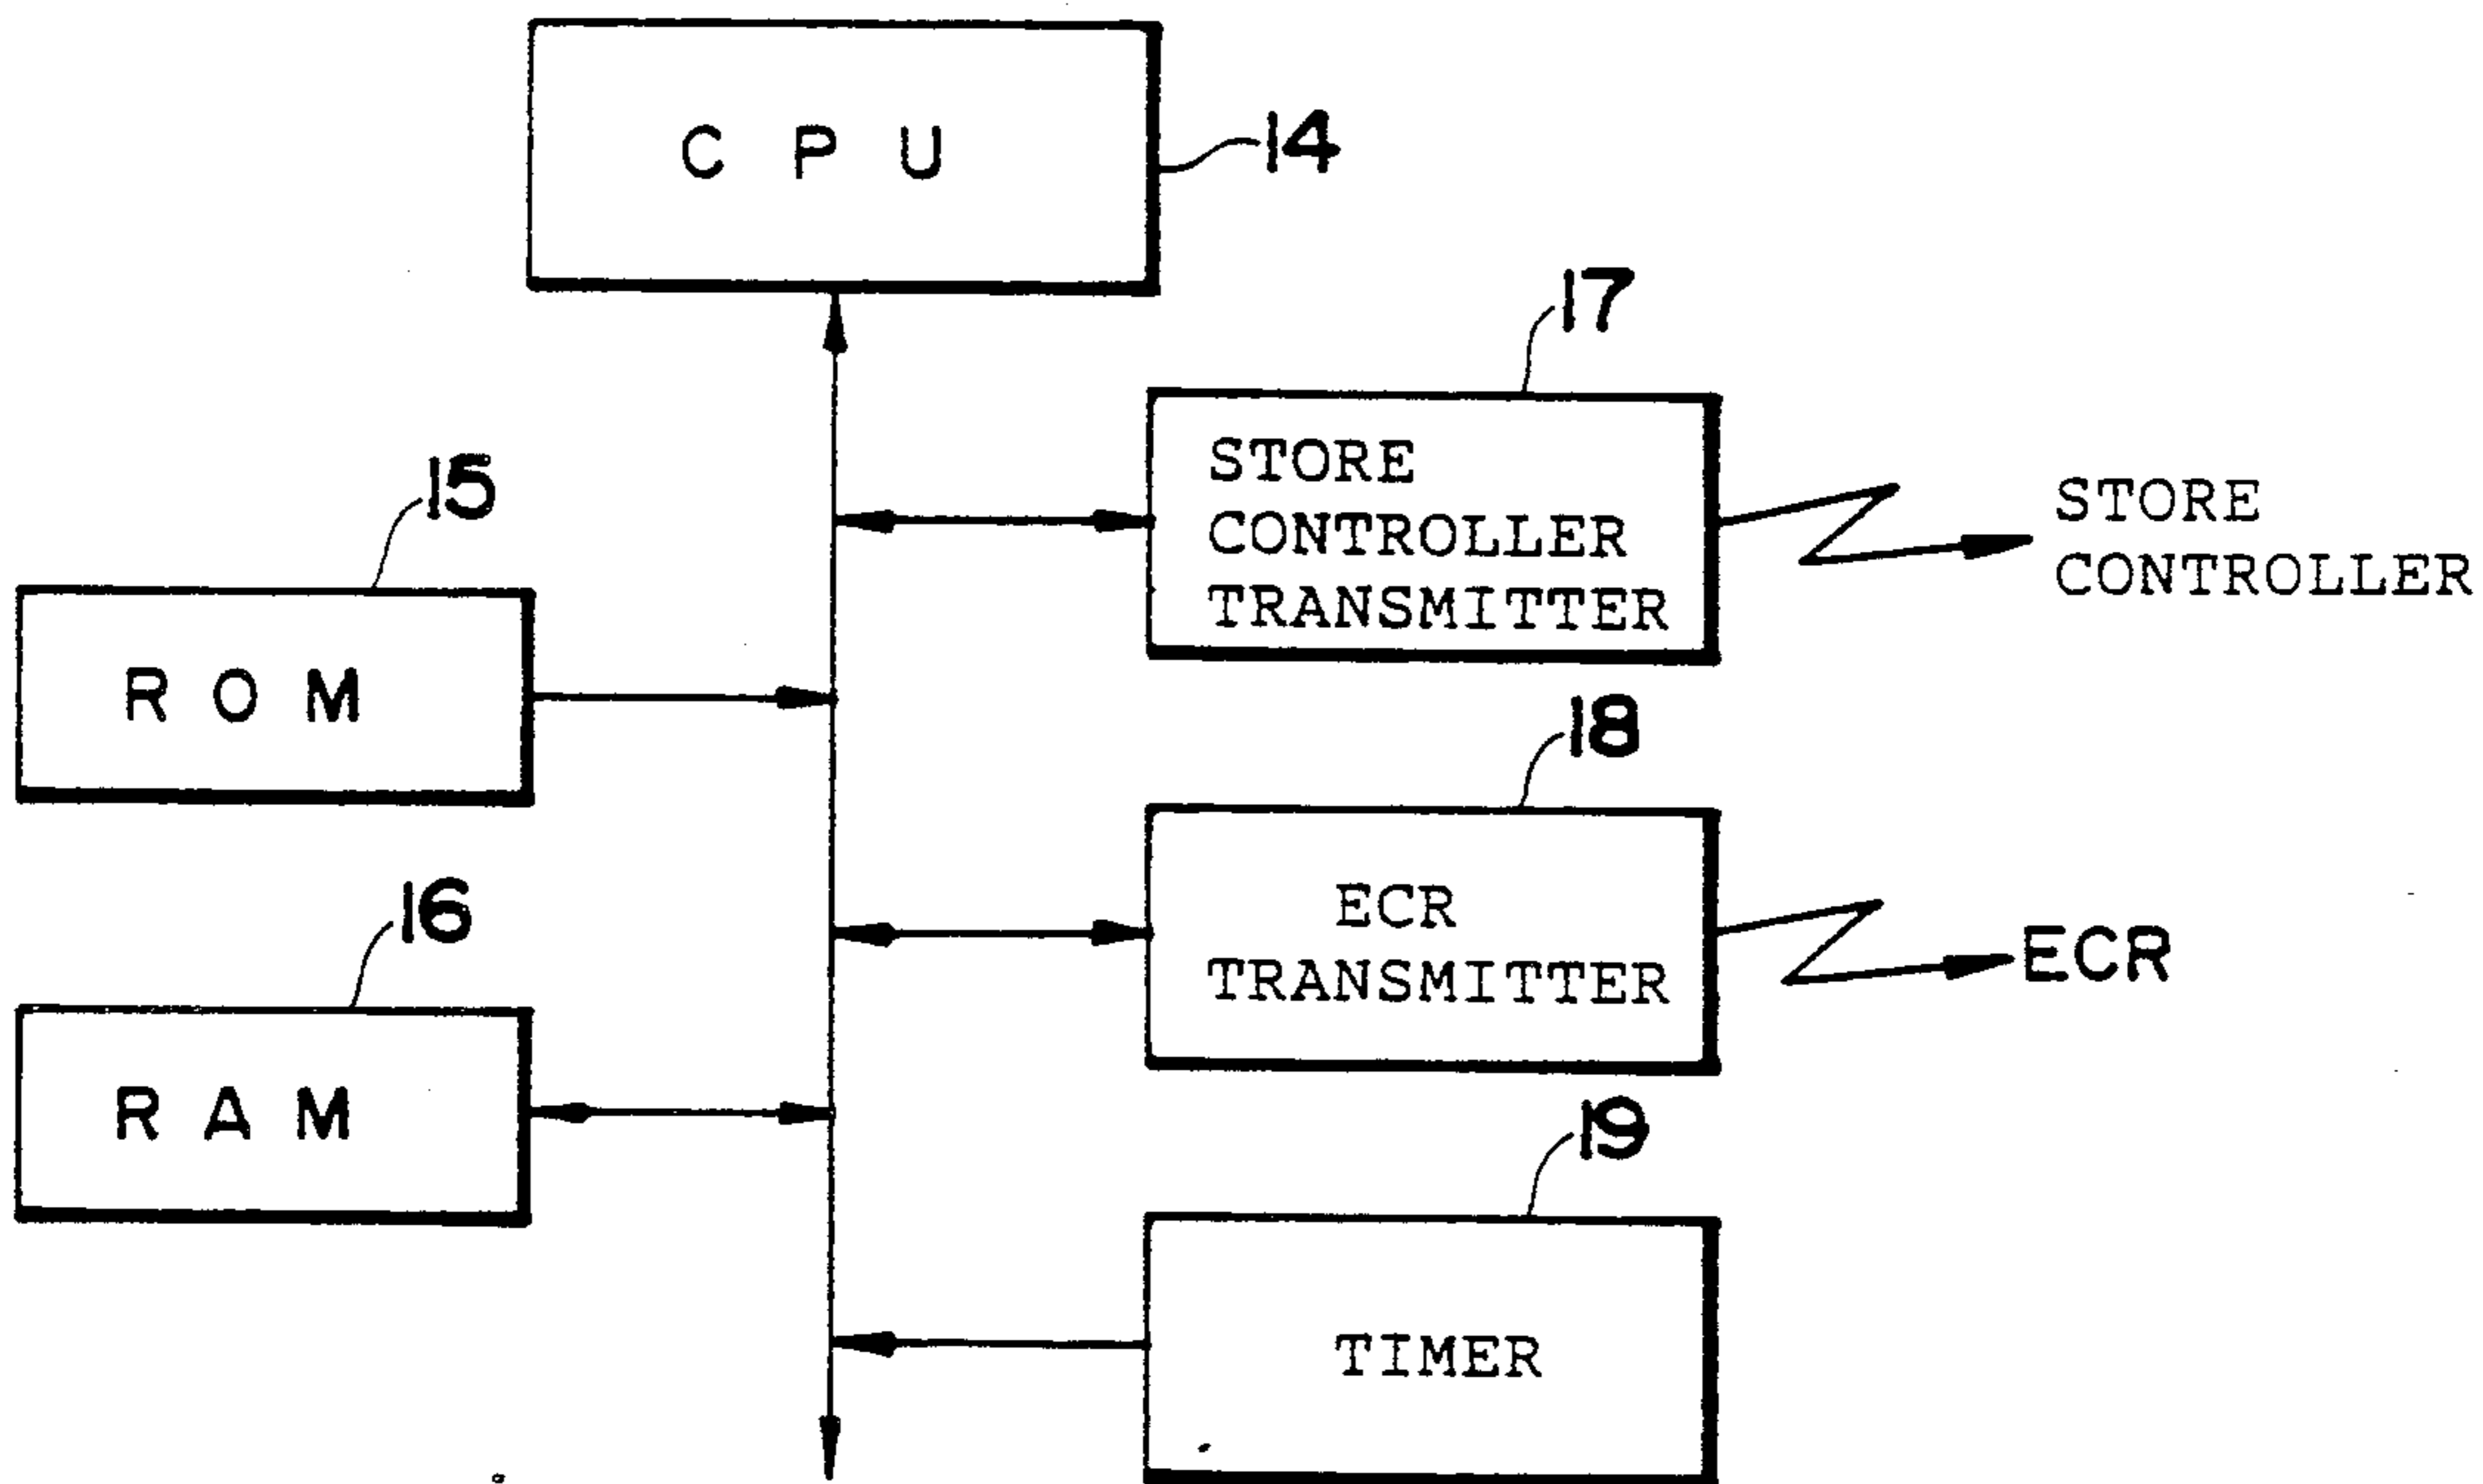 C P U
14
17
STORE
CONTROLLER
TRANSMITTER
STORE
CONTROLLER
15
R O M
18
ECR
TRANSMITTER
ECR
16
R A M
19
TIMER